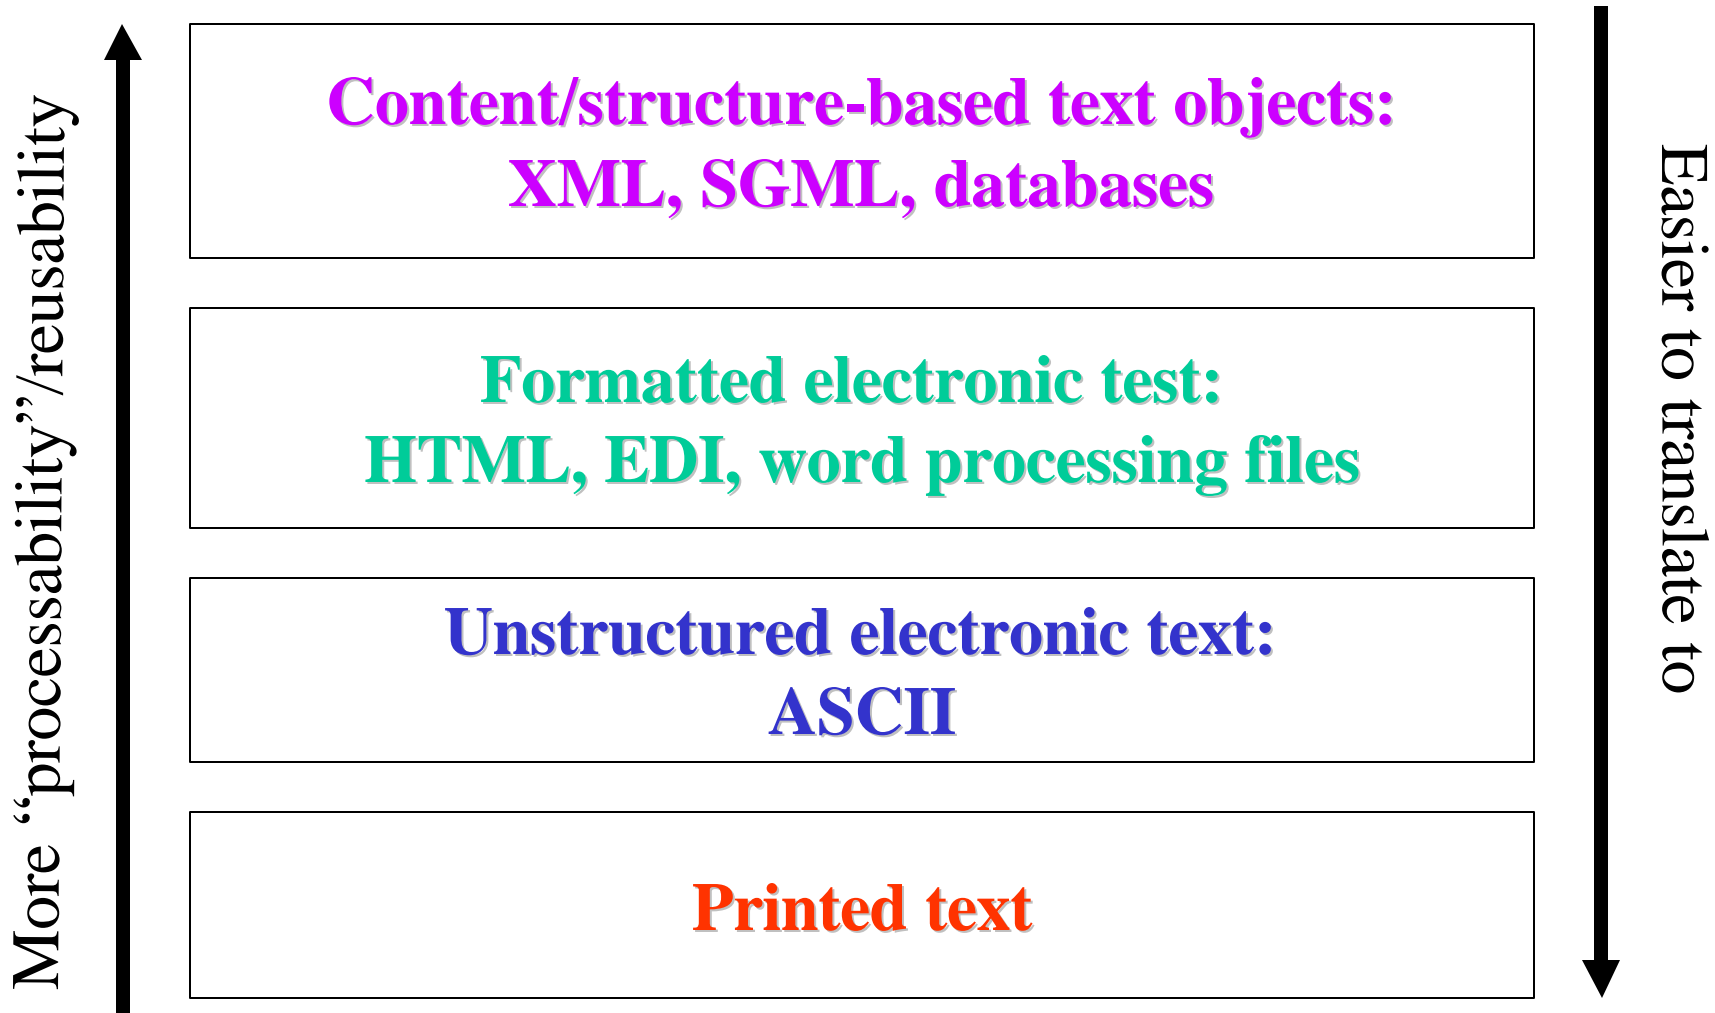 More “processability”/reusability
Content/structure-based text objects:
XML, SGML, databases
Formatted electronic test:
HTML, EDI, word processing files
Unstructured electronic text:
ASCII
Printed text
Easier to translate to